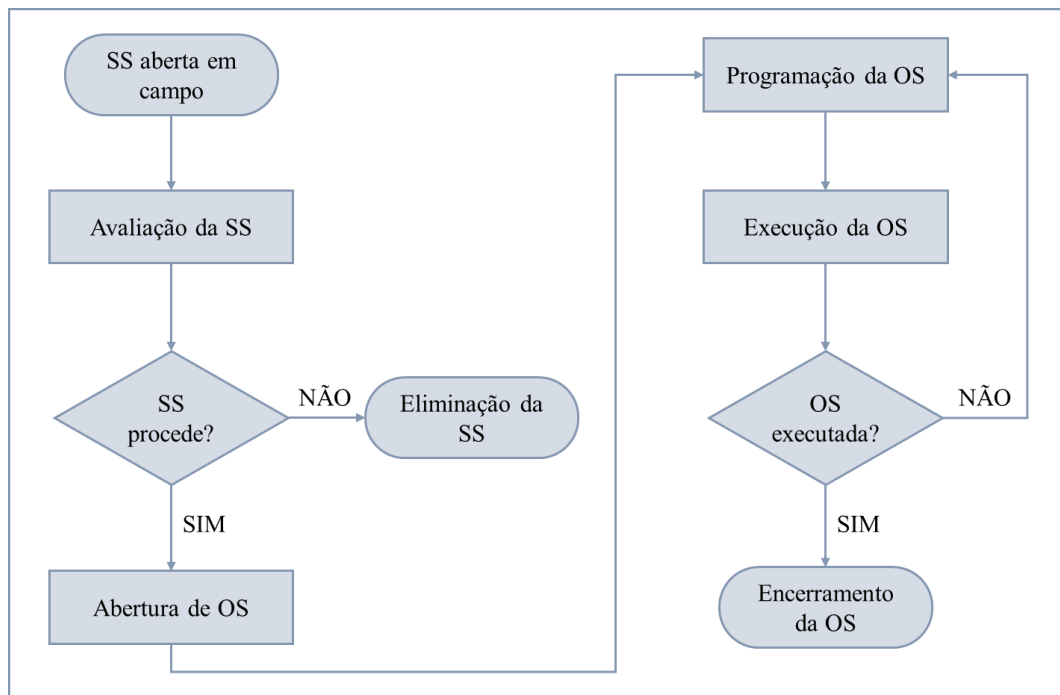 SS aberta em
campo
Avaliação da SS
SS
procede?
NÃO
Eliminação da
SS
SIM
Abertura de OS
Programação da OS
Execução da OS
OS
executada?
NÃO
SIM
Encerramento
da OS